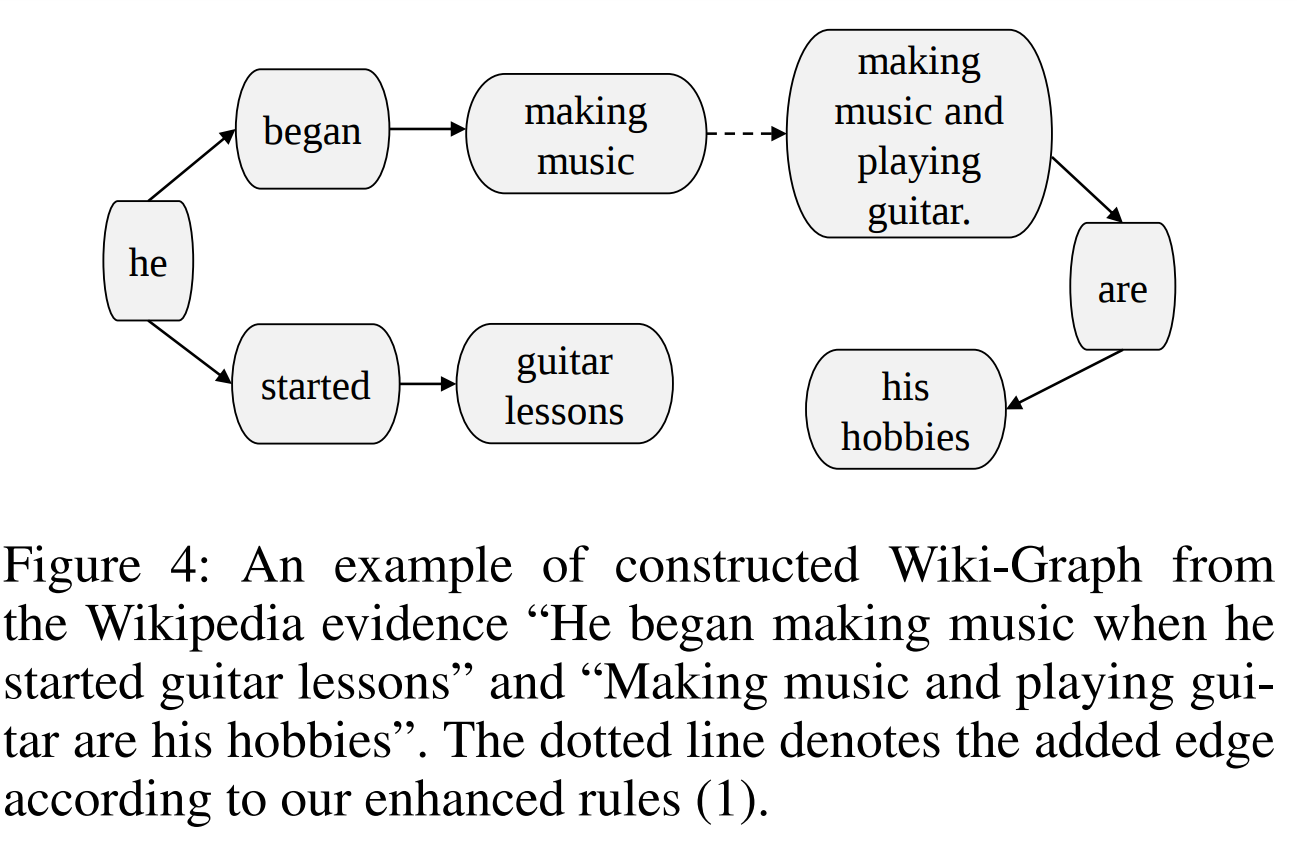 began
making
music
making
music and
playing
guitar.
he
are
started
guitar
lessons
his
hobbies
Figure 4: An example of constructed Wiki-Graph from
the Wikipedia evidence “He began making music when he
started guitar lessons” and “Making music and playing gui-
tar are his hobbies”. The dotted line denotes the added edge
according to our enhanced rules (1).